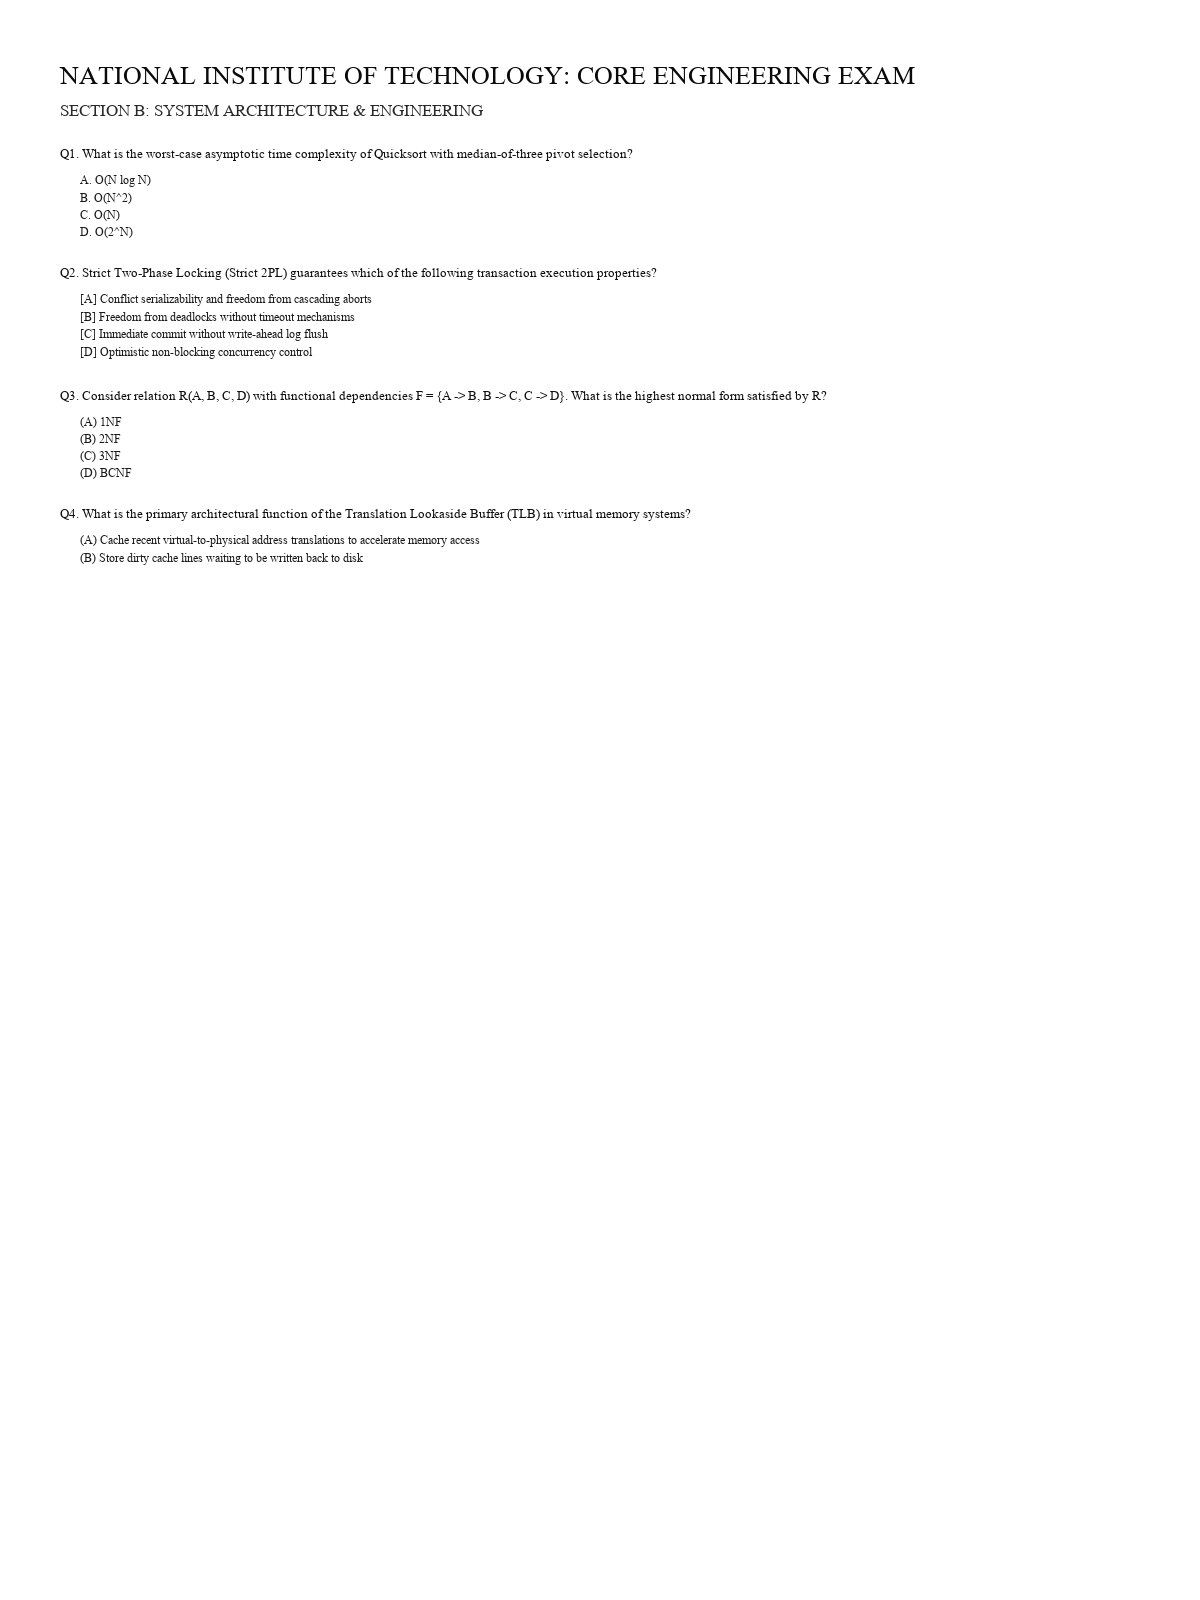 NATIONAL INSTITUTE OF TECHNOLOGY: CORE ENGINEERING EXAM
SECTION B: SYSTEM ARCHITECTURE & ENGINEERING
Q1. What is the worst-case asymptotic time complexity of Quicksort with median-of-three pivot selection?
A. O(N log N)
B. O(N^2)
C. O(N)
D. O(2^N)
Q2. Strict Two-Phase Locking (Strict 2PL) guarantees which of the following transaction execution properties?
[A] Conflict serializability and freedom from cascading aborts
[B] Freedom from deadlocks without timeout mechanisms
[C] Immediate commit without write-ahead log flush
[D] Optimistic non-blocking concurrency control
Q3. Consider relation R(A, B, C, D) with functional dependencies F = {A -> B, B -> C, C -> D}. What is the highest normal form satisfied by R?
(A) 1NF
(B) 2NF
(C) 3NF
(D) BCNF
Q4. What is the primary architectural function of the Translation Lookaside Buffer (TLB) in virtual memory systems?
(A) Cache recent virtual-to-physical address translations to accelerate memory access
(B) Store dirty cache lines waiting to be written back to disk